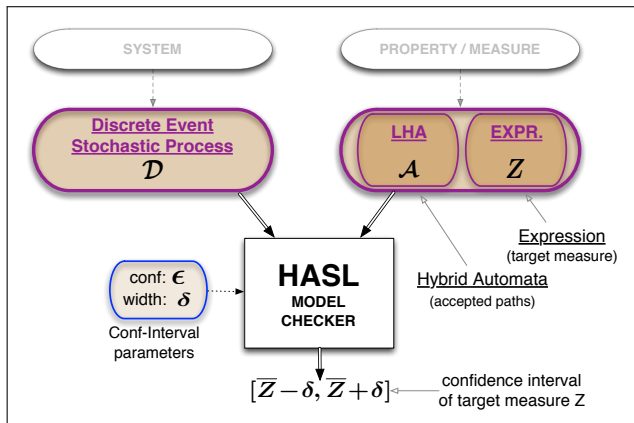 SYSTEM
PROPERTY / MEASURE
Discrete Event
Stochastic Process
𝒟
LHA
𝒜
EXPR.
Z
Expression
(target measure)
Hybrid Automata
(accepted paths)
conf: ϵ
width: δ
Conf-Interval
parameters
HASL
MODEL
CHECKER
[Z̅ − δ, Z̅ + δ]
confidence interval
of target measure Z